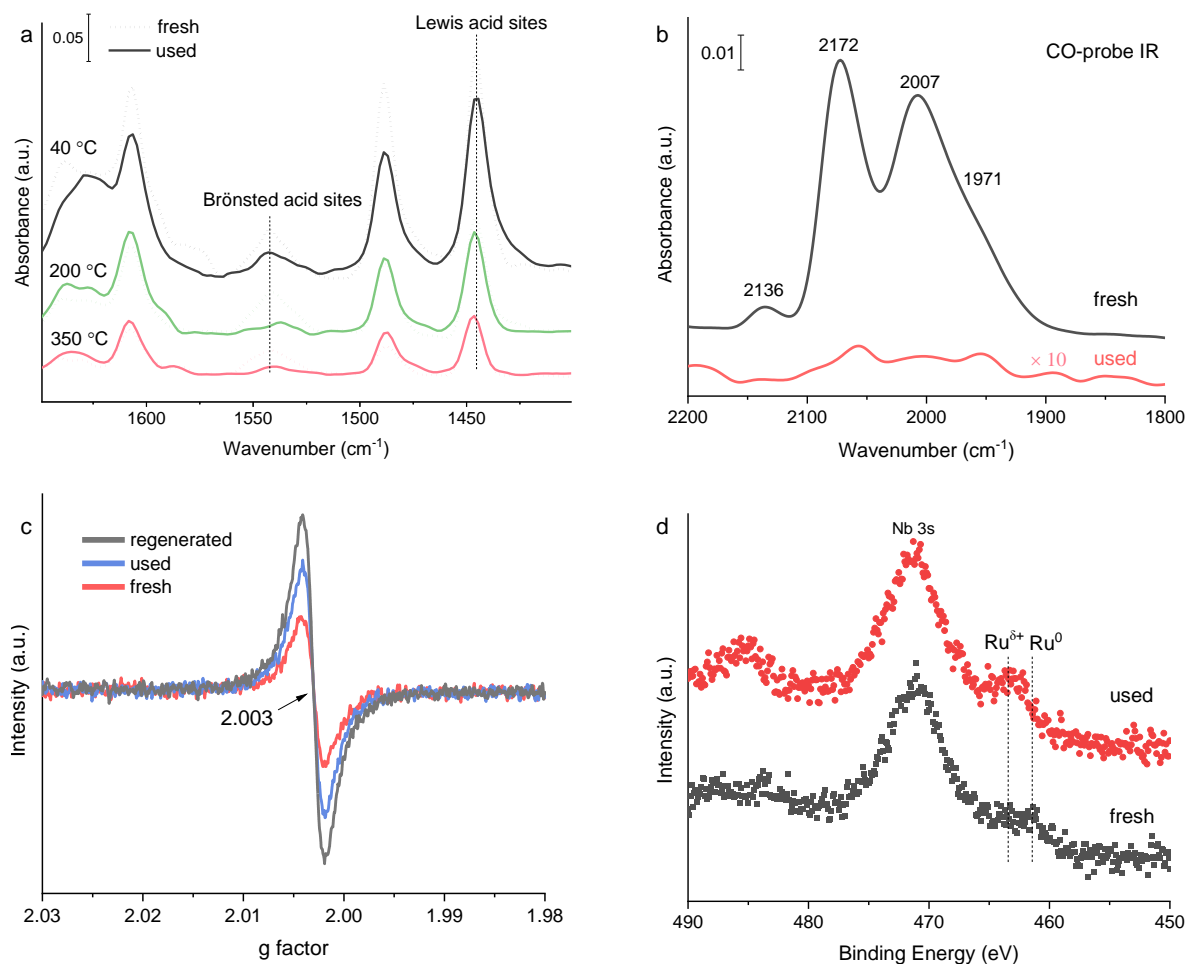 a
0.05
fresh
used
Lewis acid sites
40 °C
Brönsted acid sites
200 °C
350 °C
Absorbance (a.u.)
1600 1550 1500 1450
Wavenumber (cm⁻¹)
b
0.01
2172
2007
CO-probe IR
1971
2136
fresh
× 10 used
Absorbance (a.u.)
2200 2100 2000 1900 1800
Wavenumber (cm⁻¹)
c
regenerated
used
fresh
2.003
Intensity (a.u.)
2.03 2.02 2.01 2.00 1.99 1.98
g factor
d
Nb 3s
Ru^δ+ Ru⁰
used
fresh
Intensity (a.u.)
490 480 470 460 450
Binding Energy (eV)